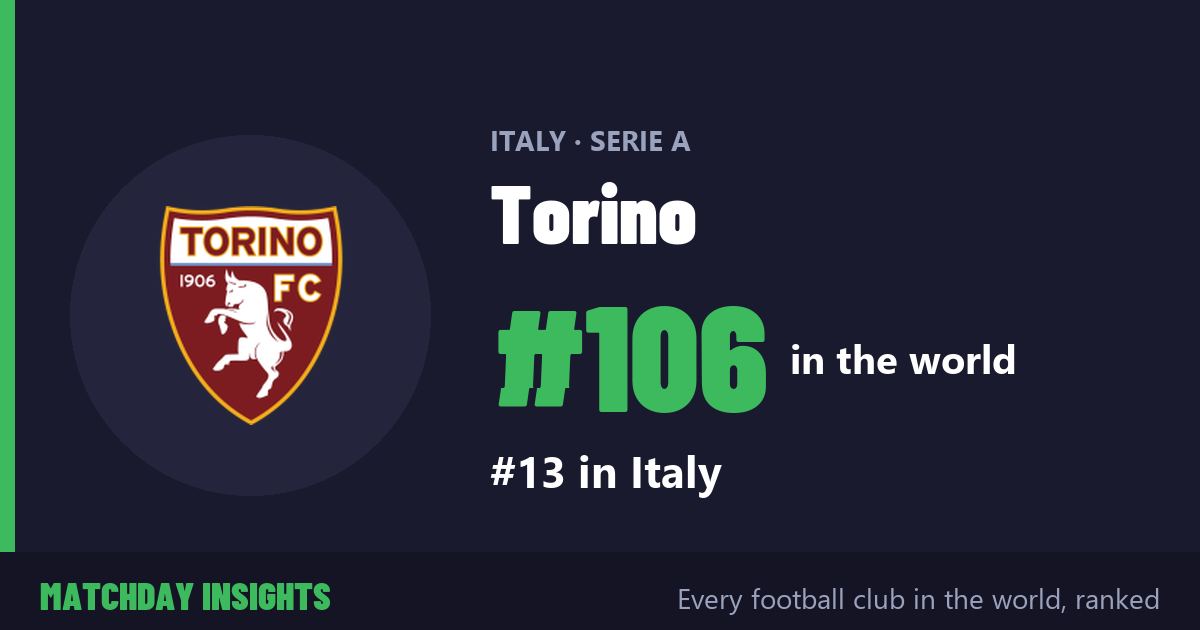 ITALY · SERIE A
Torino
TORINO
1906 FC
#106 in the world
#13 in Italy
MATCHDAY INSIGHTS
Every football club in the world, ranked